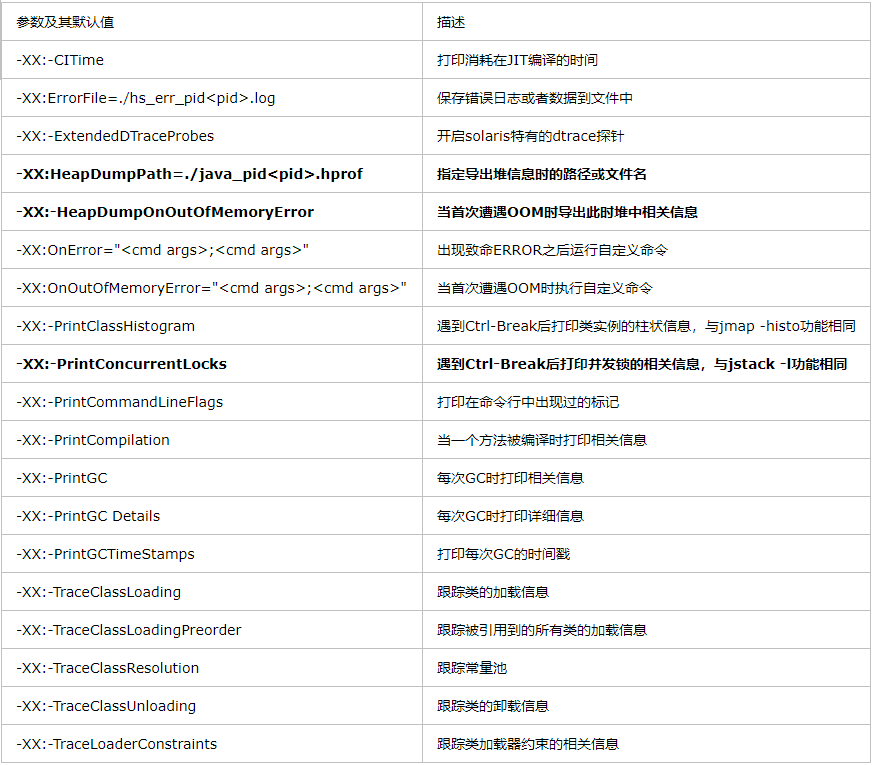 参数及其默认值 描述
-XX:-CITime 打印消耗在JIT编译的时间
-XX:ErrorFile=./hs_err_pid<pid>.log 保存错误日志或者数据到文件中
-XX:-ExtendedDTraceProbes 开启solaris特有的dtrace探针
-XX:HeapDumpPath=./java_pid<pid>.hprof 指定导出堆信息时的路径或文件名
-XX:-HeapDumpOnOutOfMemoryError 当首次遭遇OOM时导出此时堆中相关信息
-XX:OnError="<cmd args>;<cmd args>" 出现致命ERROR之后运行自定义命令
-XX:OnOutOfMemoryError="<cmd args>;<cmd args>" 当首次遭遇OOM时执行自定义命令
-XX:-PrintClassHistogram 遇到Ctrl-Break后打印类实例的柱状信息，与jmap -histo功能相同
-XX:-PrintConcurrentLocks 遇到Ctrl-Break后打印并发锁的相关信息，与jstack -l功能相同
-XX:-PrintCommandLineFlags 打印在命令行中出现过的标记
-XX:-PrintCompilation 当一个方法被编译时打印相关信息
-XX:-PrintGC 每次GC时打印相关信息
-XX:-PrintGC Details 每次GC时打印详细信息
-XX:-PrintGCTimeStamps 打印每次GC的时间戳
-XX:-TraceClassLoading 跟踪类的加载信息
-XX:-TraceClassLoadingPreorder 跟踪被引用到的所有类的加载信息
-XX:-TraceClassResolution 跟踪常量池
-XX:-TraceClassUnloading 跟踪类的卸载信息
-XX:-TraceLoaderConstraints 跟踪类加载器约束的相关信息